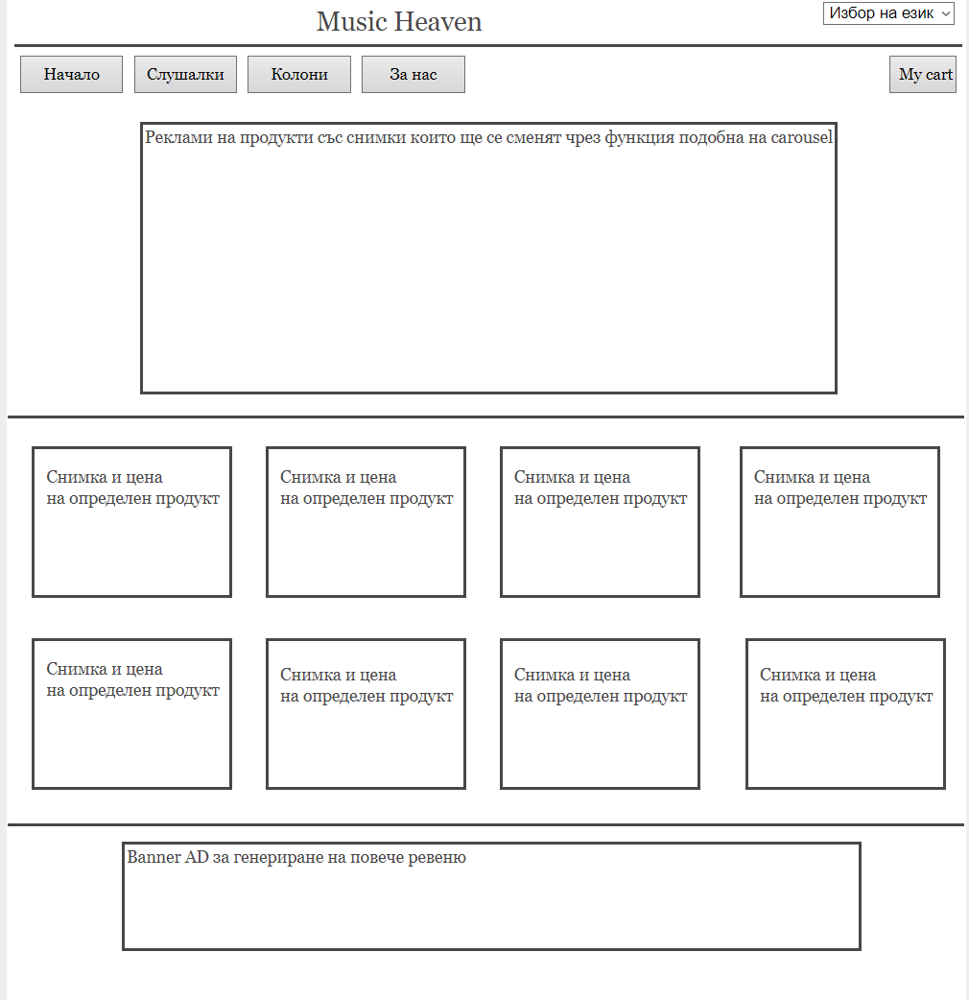 Music Heaven
Избор на език
Начало
Слушалки
Колони
За нас
My cart
Реклами на продукти със снимки които ще се сменят чрез функция подобна на carousel
Снимка и цена
на определен продукт
Снимка и цена
на определен продукт
Снимка и цена
на определен продукт
Снимка и цена
на определен продукт
Снимка и цена
на определен продукт
Снимка и цена
на определен продукт
Снимка и цена
на определен продукт
Снимка и цена
на определен продукт
Banner AD за генериране на повече ревеню